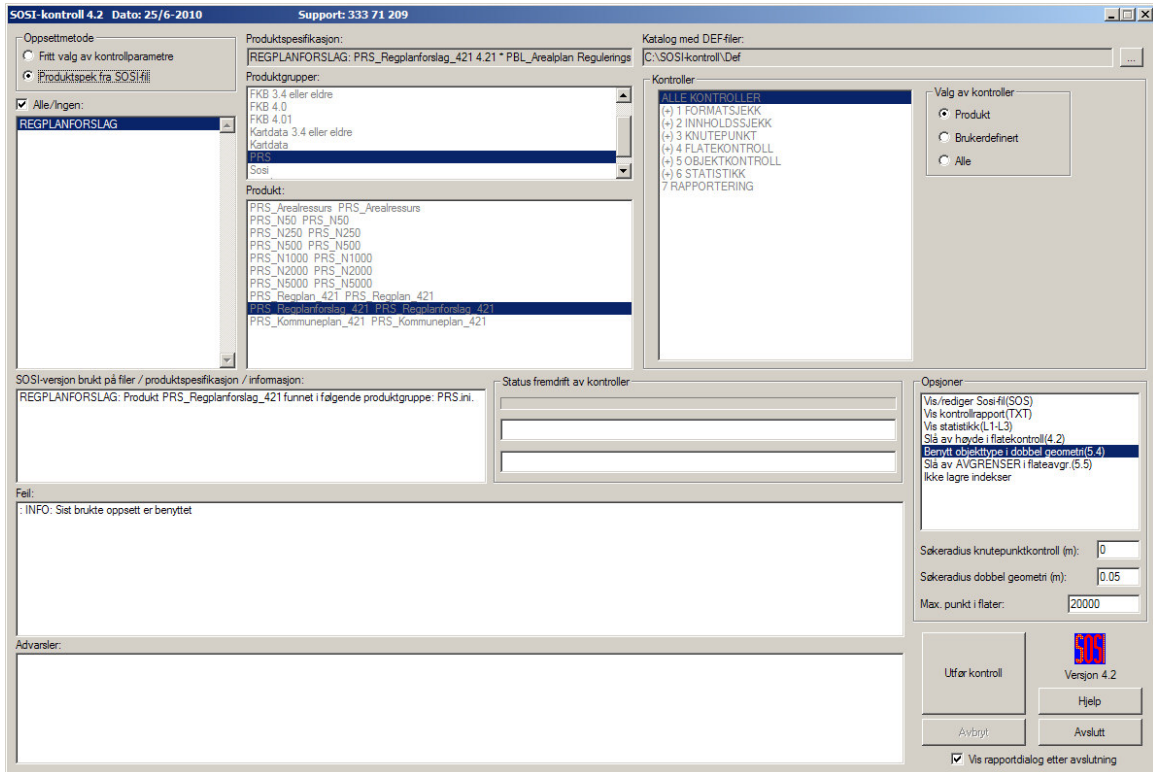 SOSI-kontroll 4.2 Dato: 25/6-2010 Support: 333 71 209
Oppsettmetode
Fritt valg av kontrollparametre
Produktspek fra SOSI-fil
Alle/Ingen:
REGPLANFORSLAG
Produktspesifikasjon:
REGPLANFORSLAG: PRS_Regplanforslag_421 4.21 * PBL_Arealplan Regulerings
Produktgrupper:
FKB 3.4 eller eldre
FKB 4.0
FKB 4.01
Kartdata 3.4 eller eldre
Kartdata
PRS
Sosi
Produkt:
PRS_Arealressurs PRS_Arealressurs
PRS_N50 PRS_N50
PRS_N250 PRS_N250
PRS_N500 PRS_N500
PRS_N1000 PRS_N1000
PRS_N2000 PRS_N2000
PRS_N5000 PRS_N5000
PRS_Regplan_421 PRS_Regplan_421
PRS_Regplanforslag_421 PRS_Regplanforslag_421
PRS_Kommuneplan_421 PRS_Kommuneplan_421
Katalog med DEF-filer:
C:\SOSI-kontroll\Def
...
Kontroller
ALLE KONTROLLER
(+) 1 FORMATSJEKK
(+) 2 INNHOLDSSJEKK
(+) 3 KNUTEPUNKT
(+) 4 FLATEKONTROLL
(+) 5 OBJEKTKONTROLL
(+) 6 STATISTIKK
7 RAPPORTERING
Valg av kontroller
Produkt
Brukerdefinert
Alle
SOSI-versjon brukt på filer / produktspesifikasjon / informasjon:
REGPLANFORSLAG: Produkt PRS_Regplanforslag_421 funnet i følgende produktgruppe: PRS.ini.
Status fremdrift av kontroller
Opsjoner
Vis/rediger Sosi-fil(SOS)
Vis kontrollrapport(TXT)
Vis statistikk(L1-L3)
Slå av høyde i flatekontroll(4.2)
Benytt objekttype i dobbel geometri(5.4)
Slå av AVGRENSER i flateavgr.(5.5)
Ikke lagre indekser
Søkeradius knutepunktkontroll (m): 0
Søkeradius dobbel geometri (m): 0.05
Max. punkt i flater: 20000
Feil:
: INFO: Sist brukte oppsett er benyttet
Advarsler:
Utfør kontroll
SOSI
Versjon 4.2
Hjelp
Avbryt
Avslutt
Vis rapportdialog etter avslutning